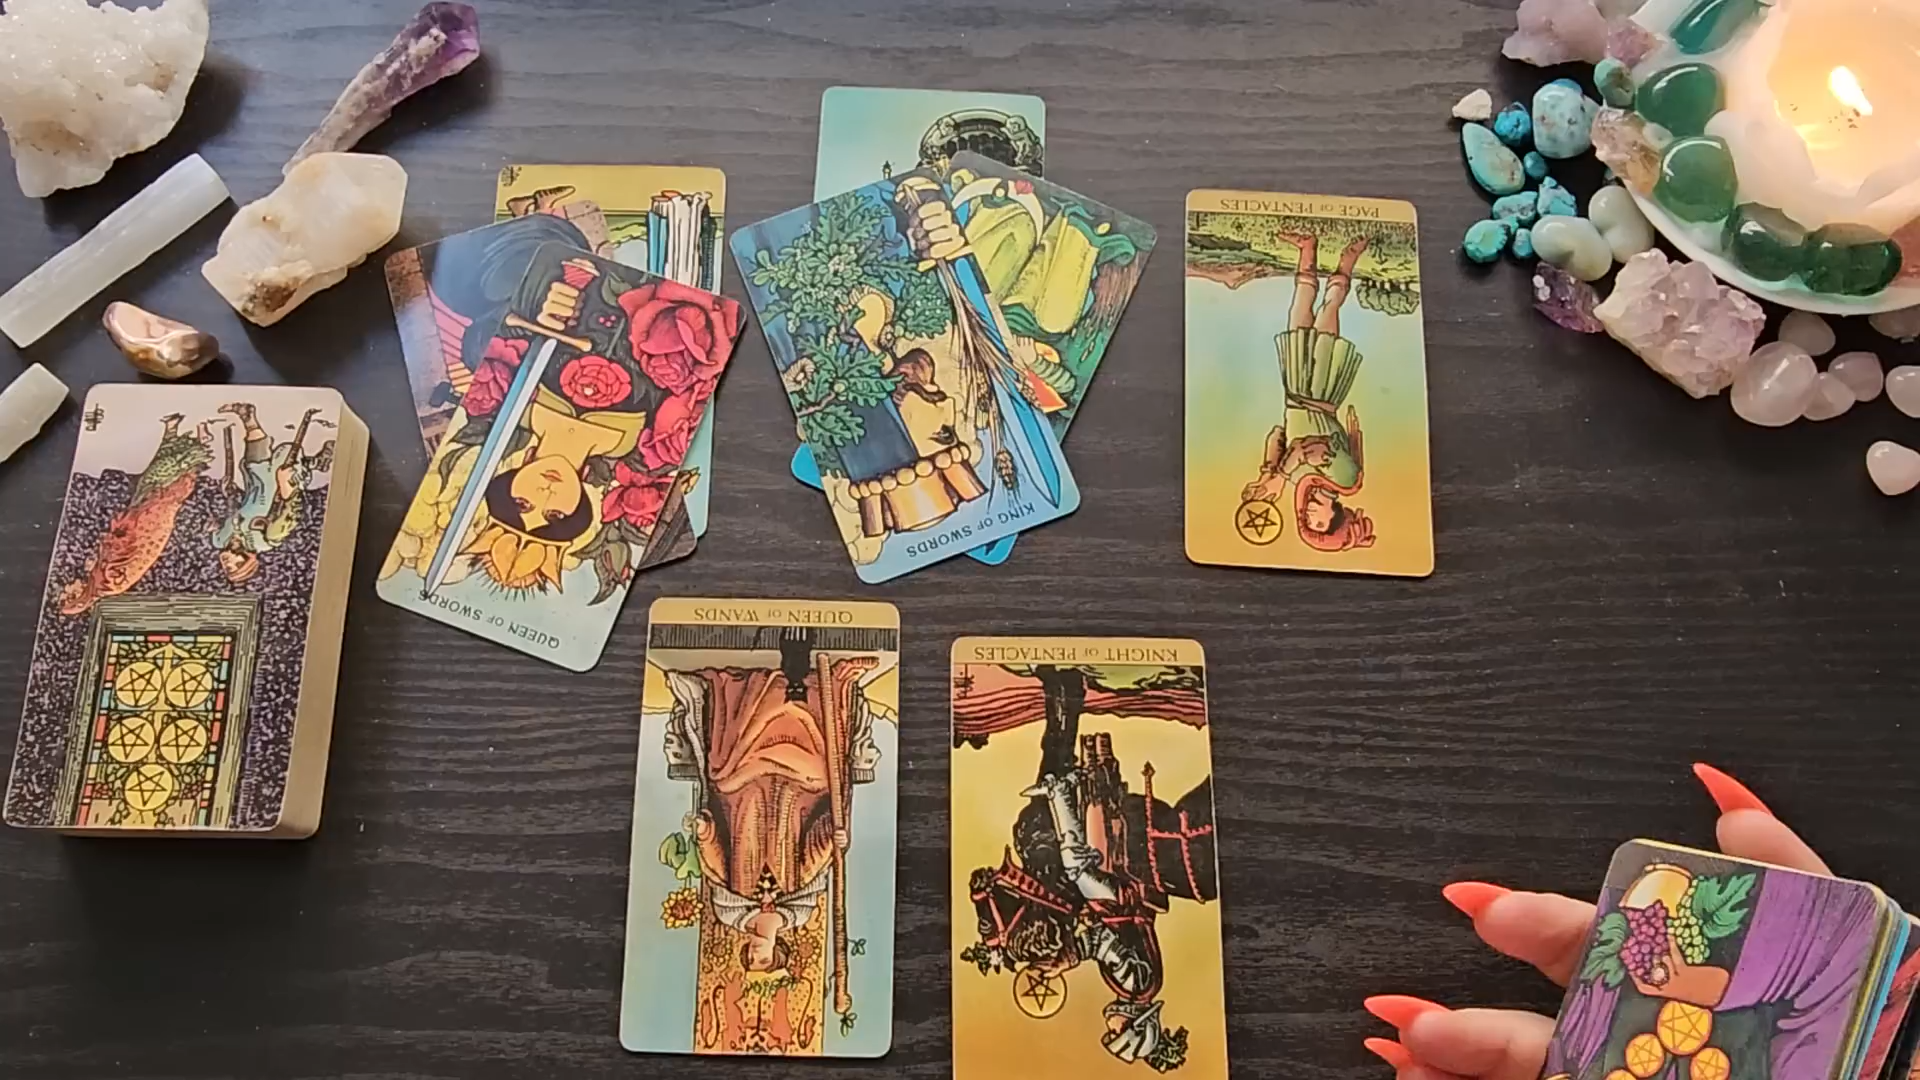 PAGE OF PENTACLES
KING OF SWORDS
QUEEN OF SWORDS
QUEEN OF WANDS
KNIGHT OF PENTACLES